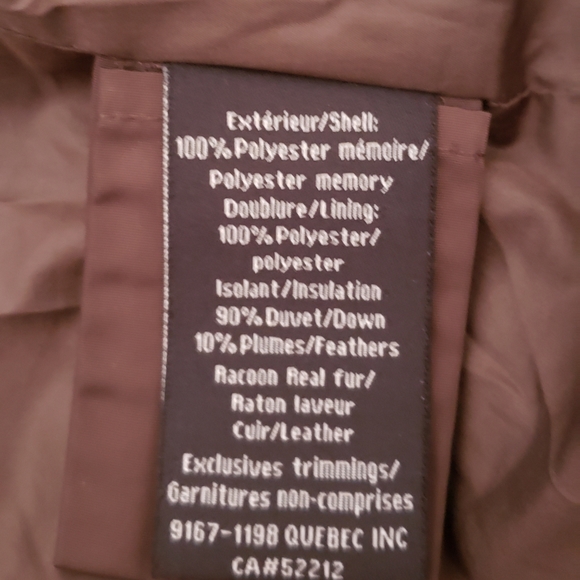 Extérieur/Shell:
100% Polyester mémoire/
Polyester memory
Doublure/Lining:
100% Polyester/
polyester
Isolant/Insulation
90% Duvet/Down
10% Plumes/Feathers
Racoon Real fur/
Raton laveur
Cuir/Leather
Exclusives trimmings/
Garnitures non-comprises
9167-1198 QUEBEC INC
CA#52212